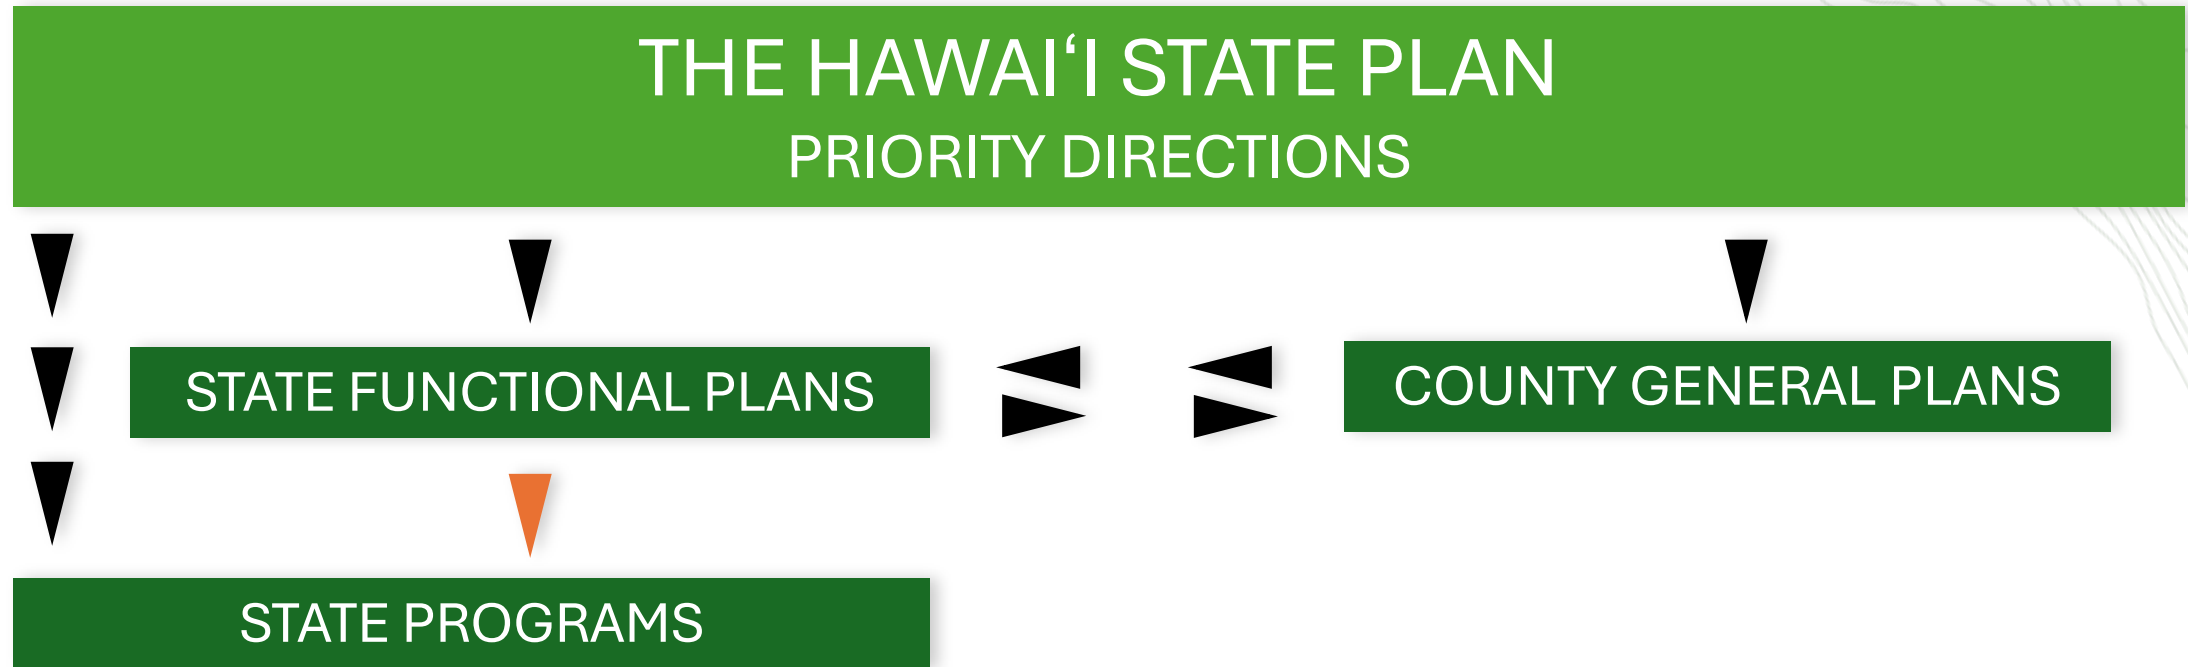 THE HAWAIʻI STATE PLAN
PRIORITY DIRECTIONS
STATE FUNCTIONAL PLANS
COUNTY GENERAL PLANS
STATE PROGRAMS